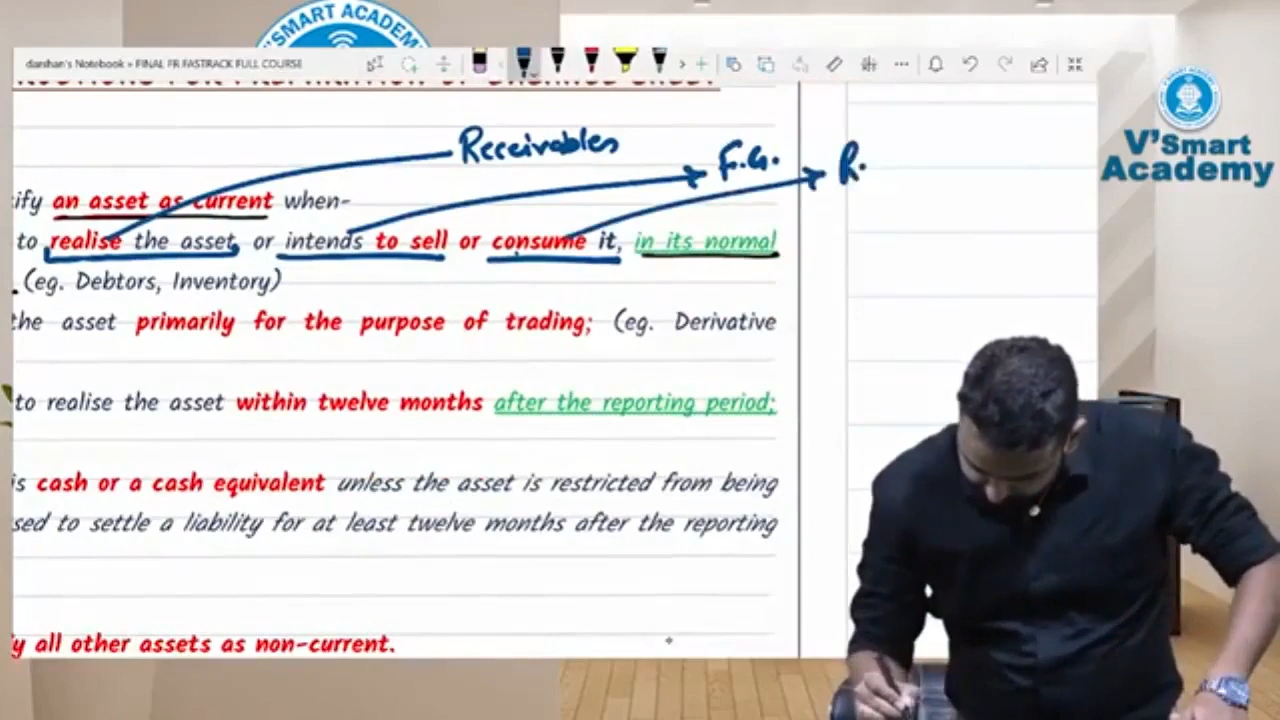 V'SMART ACADEMY
darshan's Notebook » FINAL FR FASTRACK FULL COURSE
Receivables
F.G.
R.
ify an asset as current when-
to realise the asset, or intends to sell or consume it, in its normal
(eg. Debtors, Inventory)
the asset primarily for the purpose of trading; (eg. Derivative
to realise the asset within twelve months after the reporting period;
is cash or a cash equivalent unless the asset is restricted from being
sed to settle a liability for at least twelve months after the reporting
y all other assets as non-current.
V'Smart
Academy